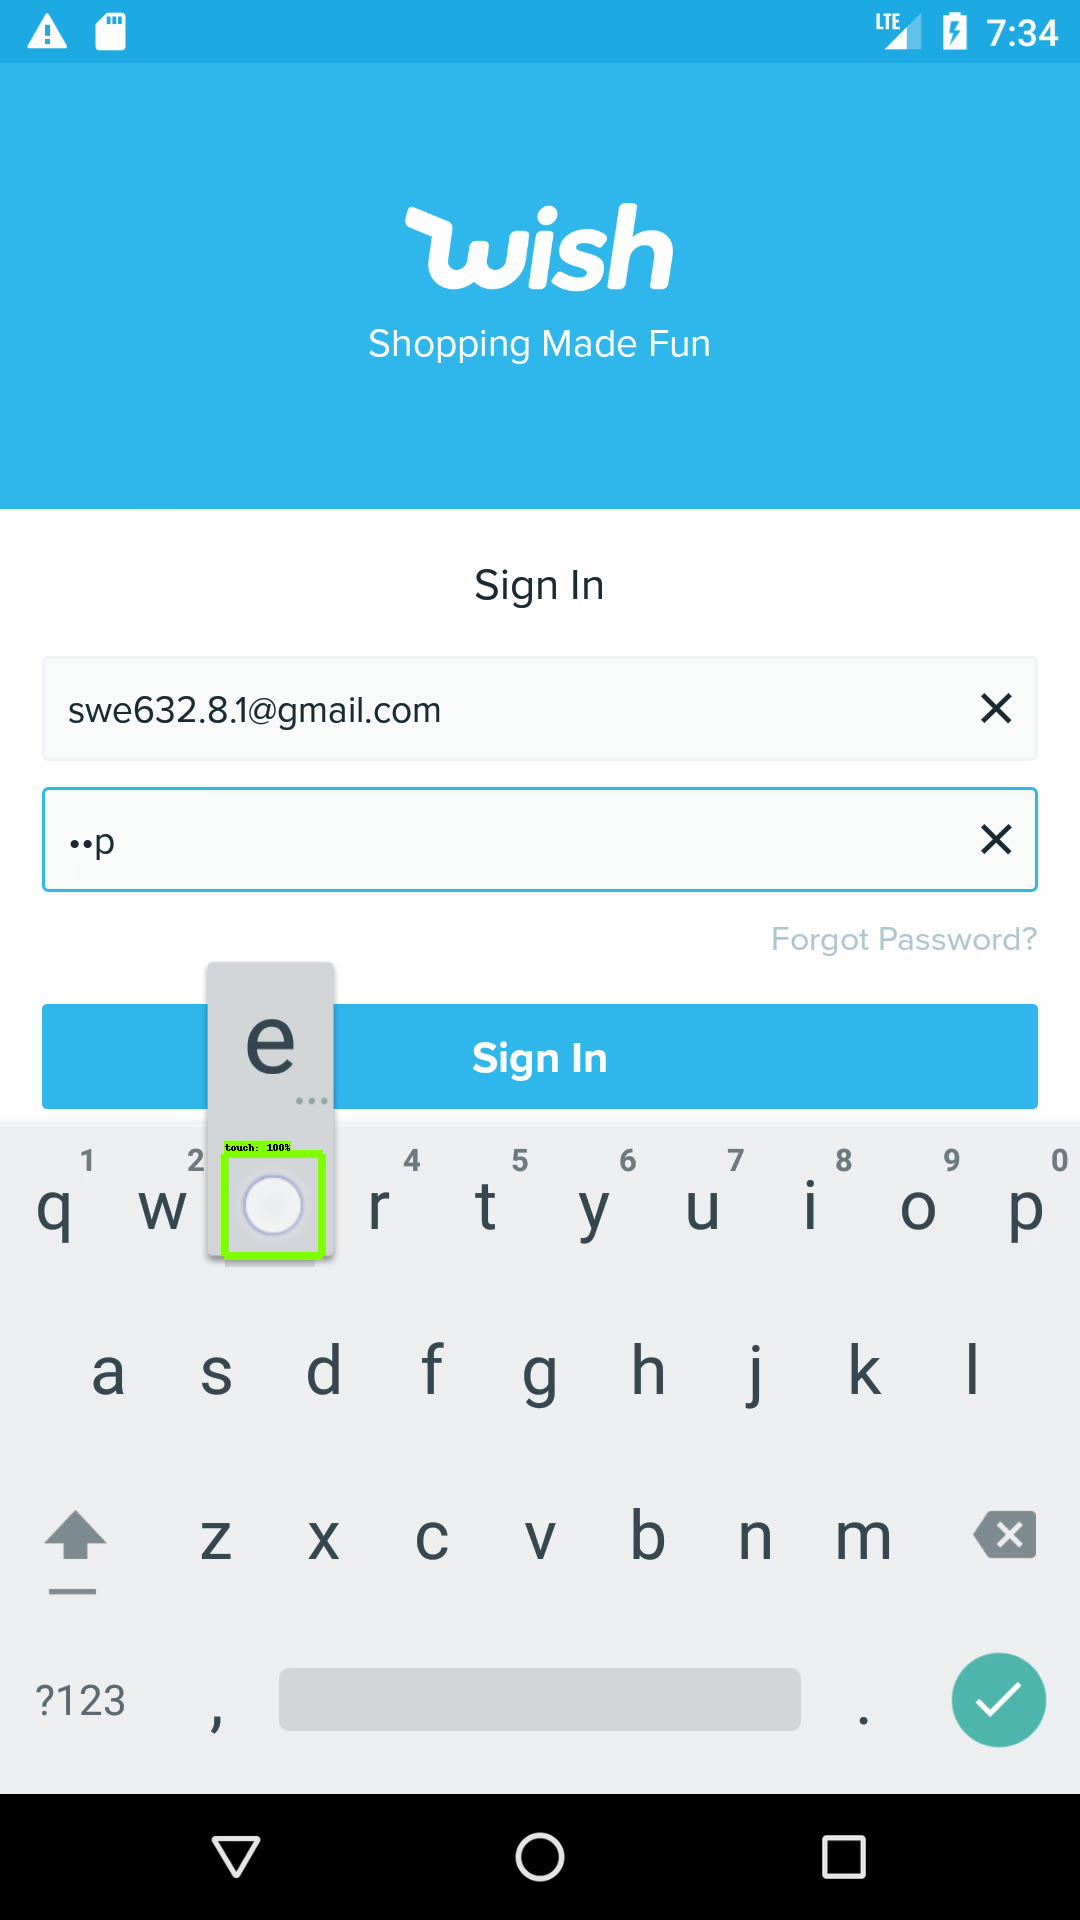 LTE 7:34
wish
Shopping Made Fun
Sign In
swe632.8.1@gmail.com
••p
Forgot Password?
Sign In
e
...
touch: 100%
1 2 4 5 6 7 8 9 0
q w r t y u i o p
a s d f g h j k l
z x c v b n m
?123 , .